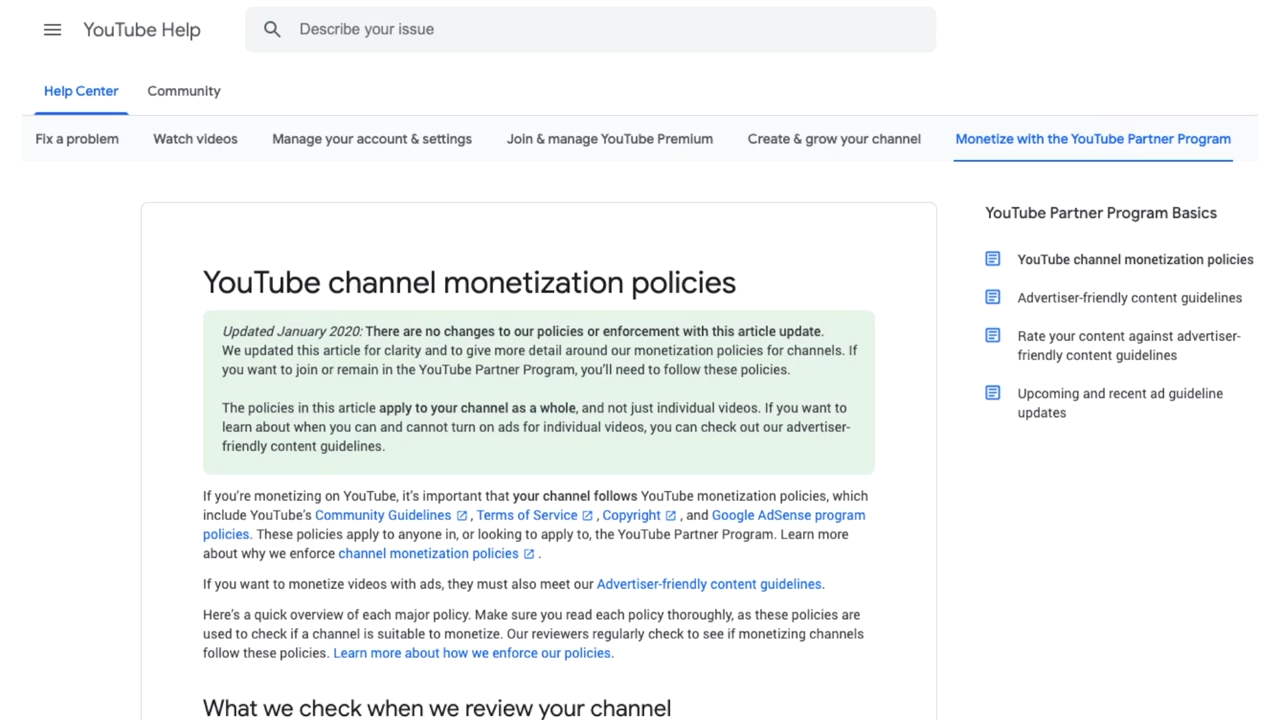 YouTube Help
Describe your issue
Help Center
Community
Fix a problem
Watch videos
Manage your account & settings
Join & manage YouTube Premium
Create & grow your channel
Monetize with the YouTube Partner Program
YouTube channel monetization policies
Updated January 2020: There are no changes to our policies or enforcement with this article update.
We updated this article for clarity and to give more detail around our monetization policies for channels. If
you want to join or remain in the YouTube Partner Program, you'll need to follow these policies.
The policies in this article apply to your channel as a whole, and not just individual videos. If you want to
learn about when you can and cannot turn on ads for individual videos, you can check out our advertiser-
friendly content guidelines.
If you're monetizing on YouTube, it's important that your channel follows YouTube monetization policies, which
include YouTube's Community Guidelines , Terms of Service , Copyright , and Google AdSense program
policies. These policies apply to anyone in, or looking to apply to, the YouTube Partner Program. Learn more
about why we enforce channel monetization policies .
If you want to monetize videos with ads, they must also meet our Advertiser-friendly content guidelines.
Here's a quick overview of each major policy. Make sure you read each policy thoroughly, as these policies are
used to check if a channel is suitable to monetize. Our reviewers regularly check to see if monetizing channels
follow these policies. Learn more about how we enforce our policies.
What we check when we review your channel
YouTube Partner Program Basics
YouTube channel monetization policies
Advertiser-friendly content guidelines
Rate your content against advertiser-
friendly content guidelines
Upcoming and recent ad guideline
updates